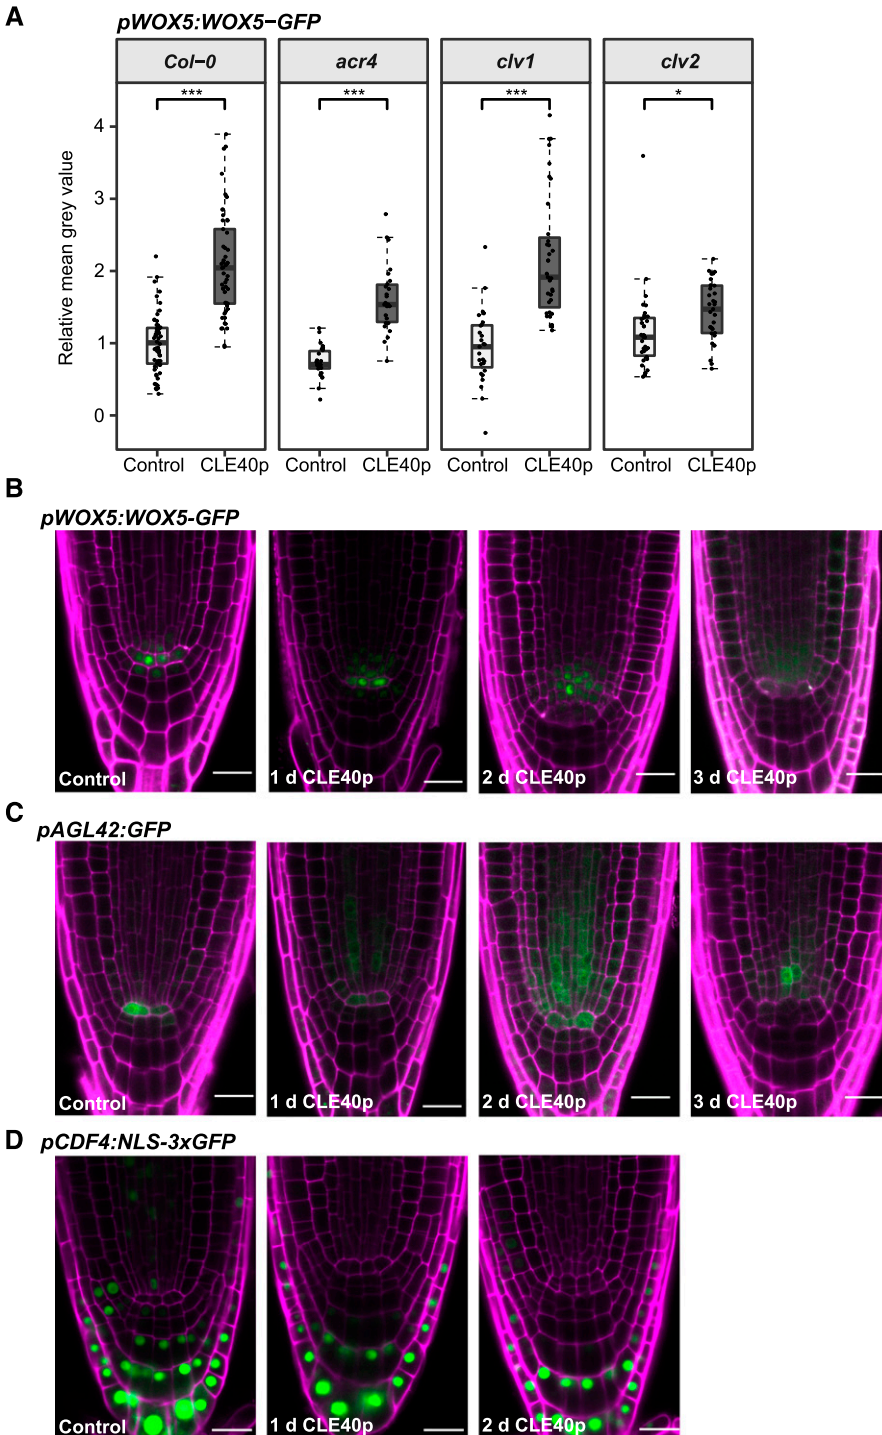 A
pWOX5:WOX5−GFP
Col−0
acr4
clv1
clv2
***
***
***
*
Relative mean grey value
4
3
2
1
0
Control
CLE40p
Control
CLE40p
Control
CLE40p
Control
CLE40p
B
pWOX5:WOX5-GFP
Control
1 d CLE40p
2 d CLE40p
3 d CLE40p
C
pAGL42:GFP
Control
1 d CLE40p
2 d CLE40p
3 d CLE40p
D
pCDF4:NLS-3xGFP
Control
1 d CLE40p
2 d CLE40p